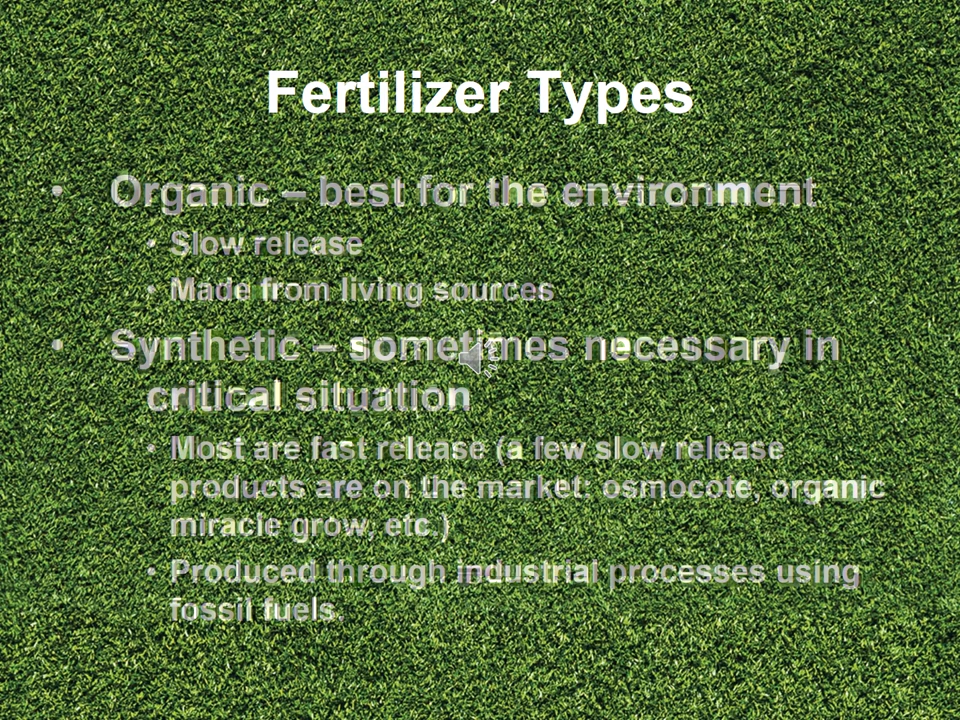 Fertilizer Types
• Organic – best for the environment
• Slow release
• Made from living sources
• Synthetic – sometimes necessary in
critical situation
• Most are fast release (a few slow release
products are on the market: osmocote, organic
miracle grow, etc.)
• Produced through industrial processes using
fossil fuels.